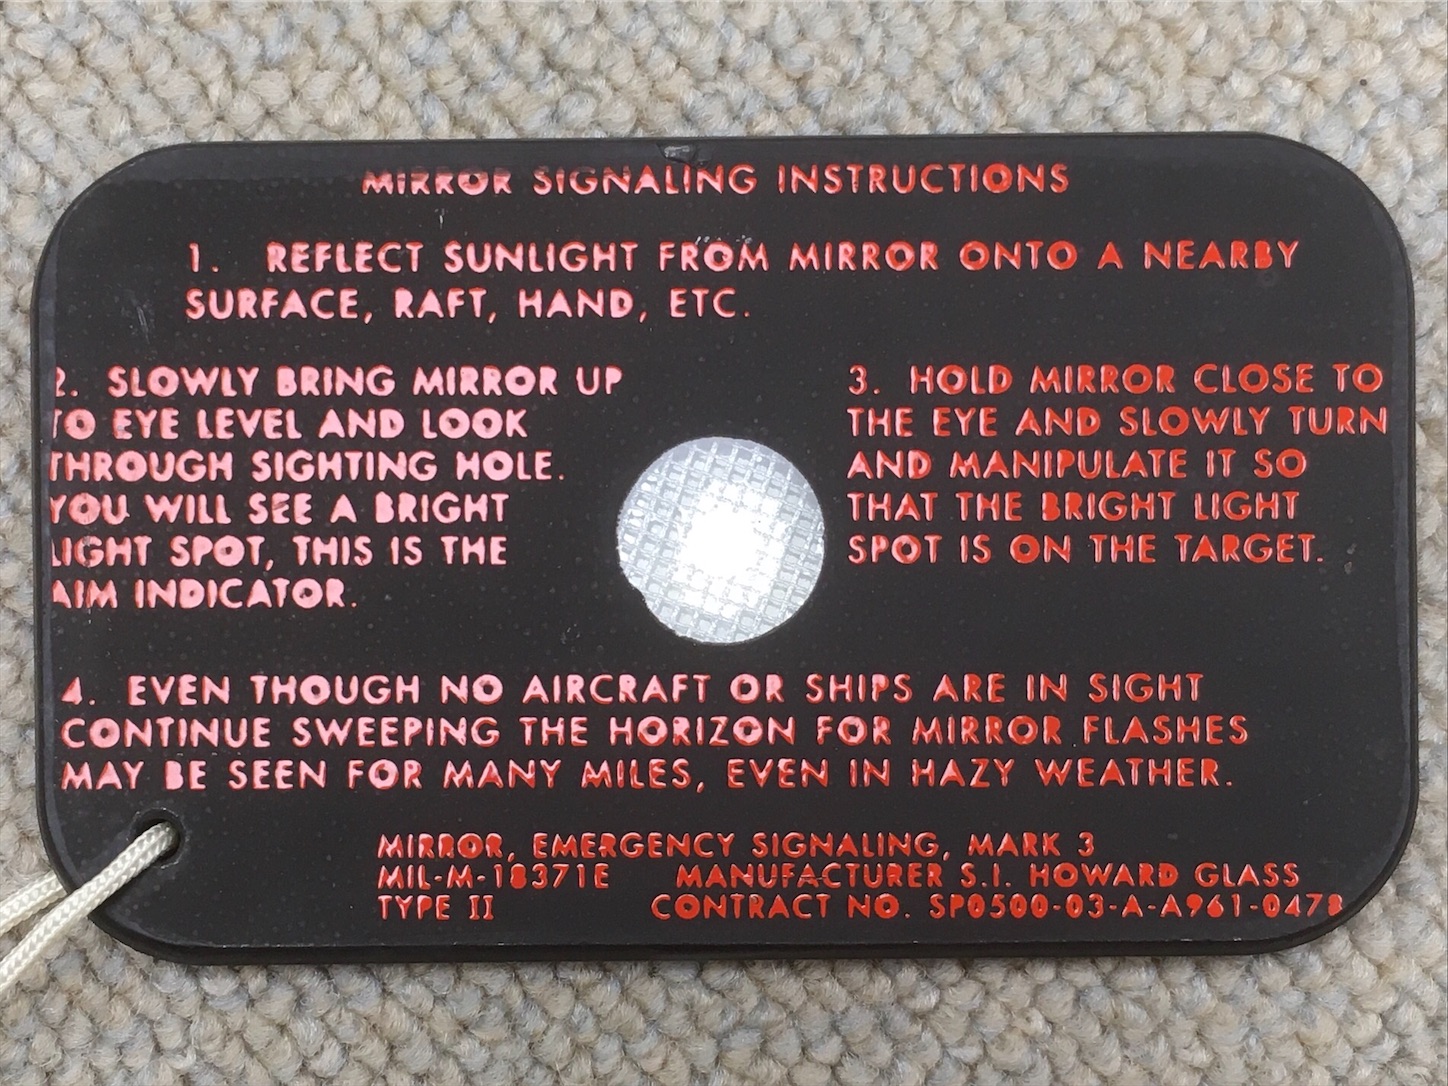 MIRROR SIGNALING INSTRUCTIONS
1. REFLECT SUNLIGHT FROM MIRROR ONTO A NEARBY
SURFACE, RAFT, HAND, ETC.
2. SLOWLY BRING MIRROR UP
TO EYE LEVEL AND LOOK
THROUGH SIGHTING HOLE.
YOU WILL SEE A BRIGHT
LIGHT SPOT, THIS IS THE
AIM INDICATOR.
3. HOLD MIRROR CLOSE TO
THE EYE AND SLOWLY TURN
AND MANIPULATE IT SO
THAT THE BRIGHT LIGHT
SPOT IS ON THE TARGET.
4. EVEN THOUGH NO AIRCRAFT OR SHIPS ARE IN SIGHT
CONTINUE SWEEPING THE HORIZON FOR MIRROR FLASHES
MAY BE SEEN FOR MANY MILES, EVEN IN HAZY WEATHER.
MIRROR, EMERGENCY SIGNALING, MARK 3
MIL-M-18371E MANUFACTURER S.I. HOWARD GLASS
TYPE II CONTRACT NO. SP0500-03-A-A961-0478